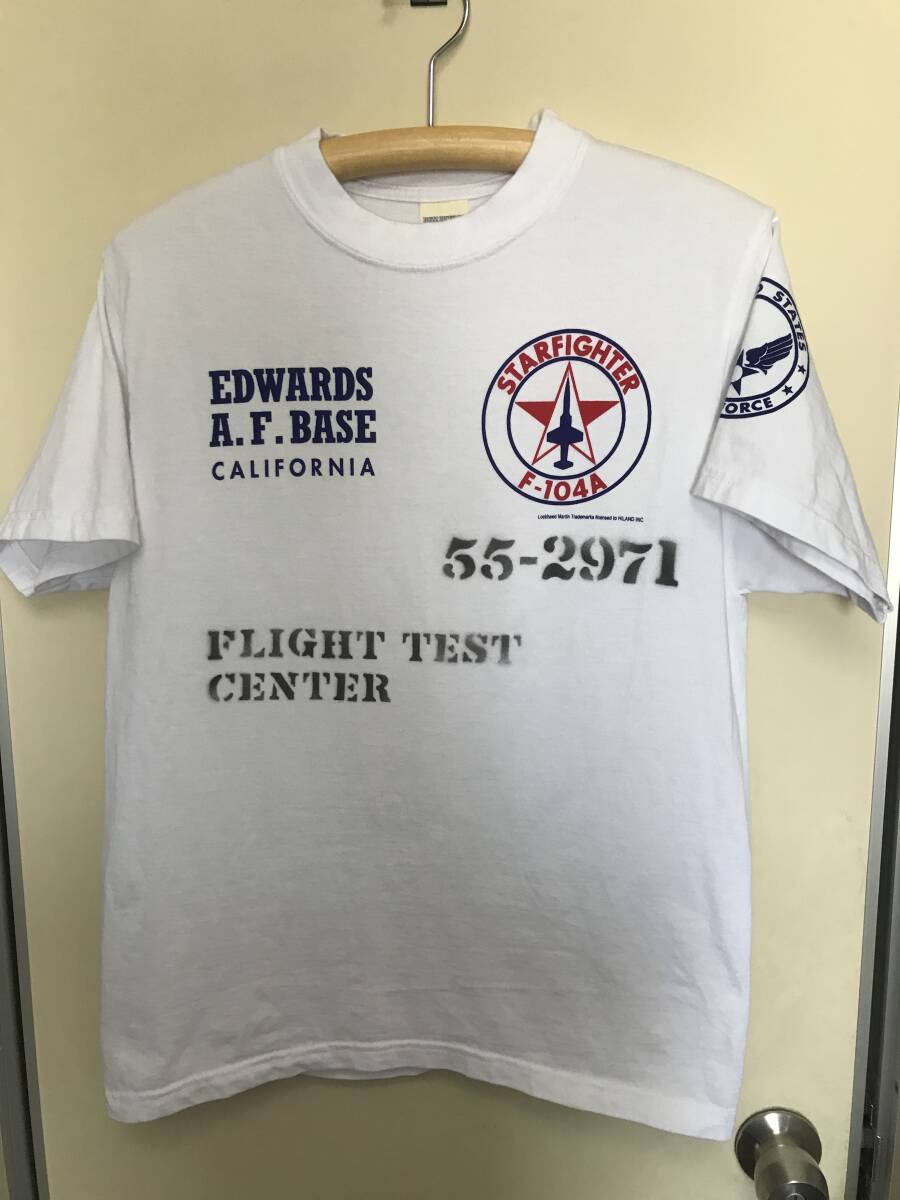 EDWARDS
A. F. BASE
CALIFORNIA
STARFIGHTER
F-104A
Lockheed Martin Trademarks licensed to HILAND INC.
STATES
FORCE
55-2971
FLIGHT TEST
CENTER